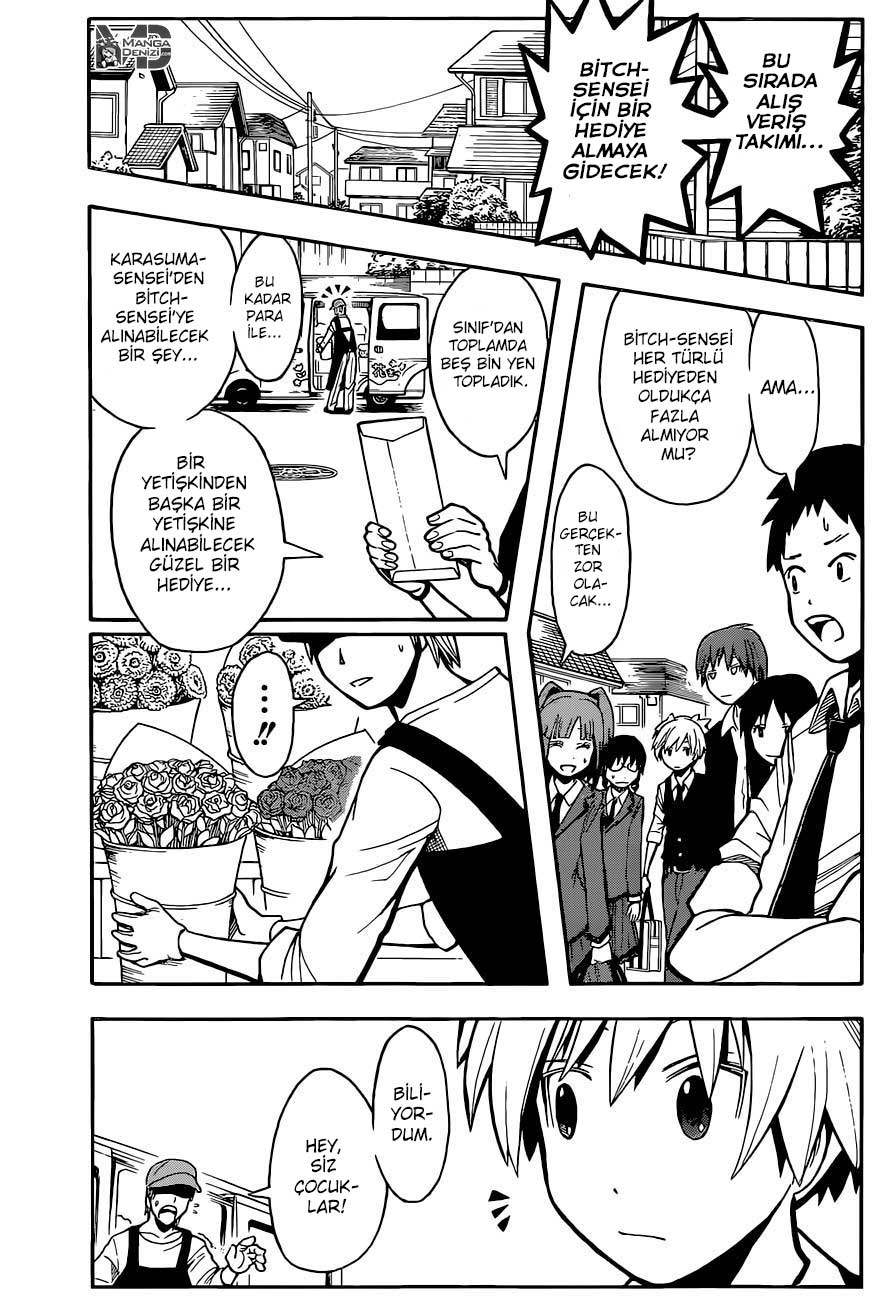 MANGA
DENİZİ
BU
SIRADA
ALIŞ
VERİŞ
TAKIMI...
BİTCH-
SENSEİ
İÇİN BİR
HEDİYE
ALMAYA
GİDECEK!
AMA...
BİTCH-SENSEİ
HER TÜRLÜ
HEDİYEDEN
OLDUKÇA
FAZLA
ALMIYOR
MU?
BU
GERÇEK-
TEN
ZOR
OLA-
CAK...
SINIF'DAN
TOPLAMDA
BEŞ BİN YEN
TOPLADIK.
BU
KADAR
PARA
İLE...
KARASUMA-
SENSEİ'DEN
BİTCH-
SENSEİ'YE
ALINABİLECEK
BİR ŞEY...
BİR
YETİŞKİNDEN
BAŞKA BİR
YETİŞKİNE
ALINABİLECEK
GÜZEL BİR
HEDİYE...
...!!
BİLİ-
YOR-
DUM.
HEY,
SİZ
ÇOCUK-
LAR!